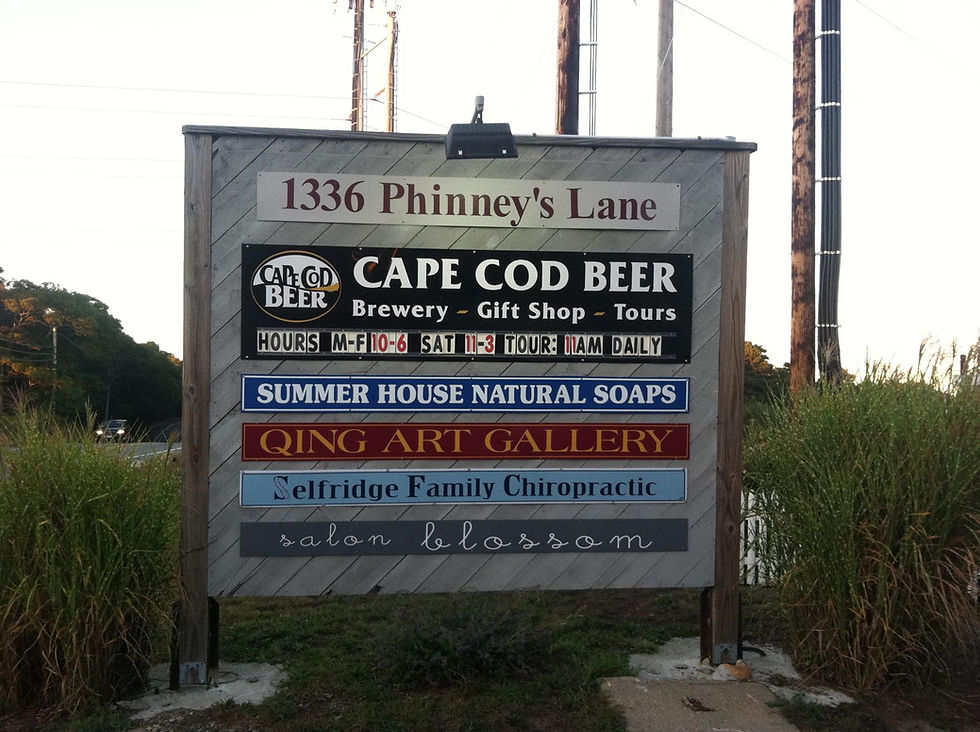 1336 Phinney's Lane
CAPE COD
BEER
CAPE COD BEER
Brewery - Gift Shop - Tours
HOURS M-F 10-6 SAT 11-3 TOUR: 11AM DAILY
SUMMER HOUSE NATURAL SOAPS
QING ART GALLERY
Selfridge Family Chiropractic
salon blossom